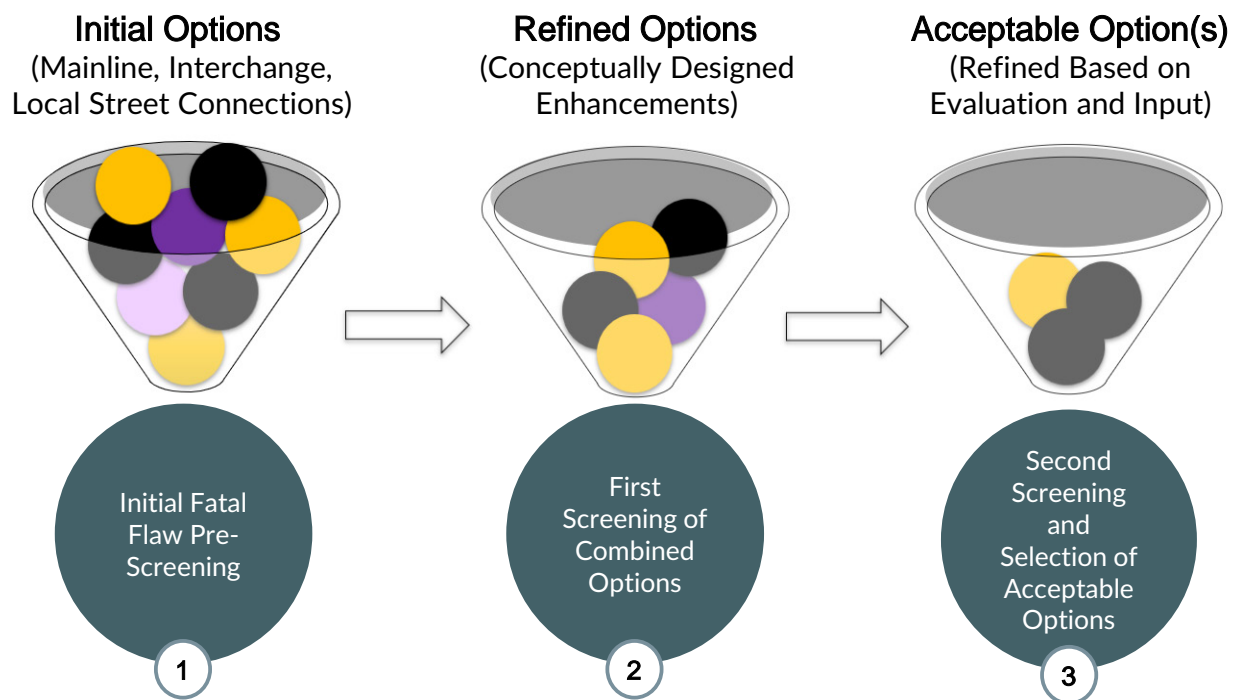 Initial Options
(Mainline, Interchange,
Local Street Connections)
Refined Options
(Conceptually Designed
Enhancements)
Acceptable Option(s)
(Refined Based on
Evaluation and Input)
Initial Fatal
Flaw Pre-
Screening
1
First
Screening of
Combined
Options
2
Second
Screening
and
Selection of
Acceptable
Options
3